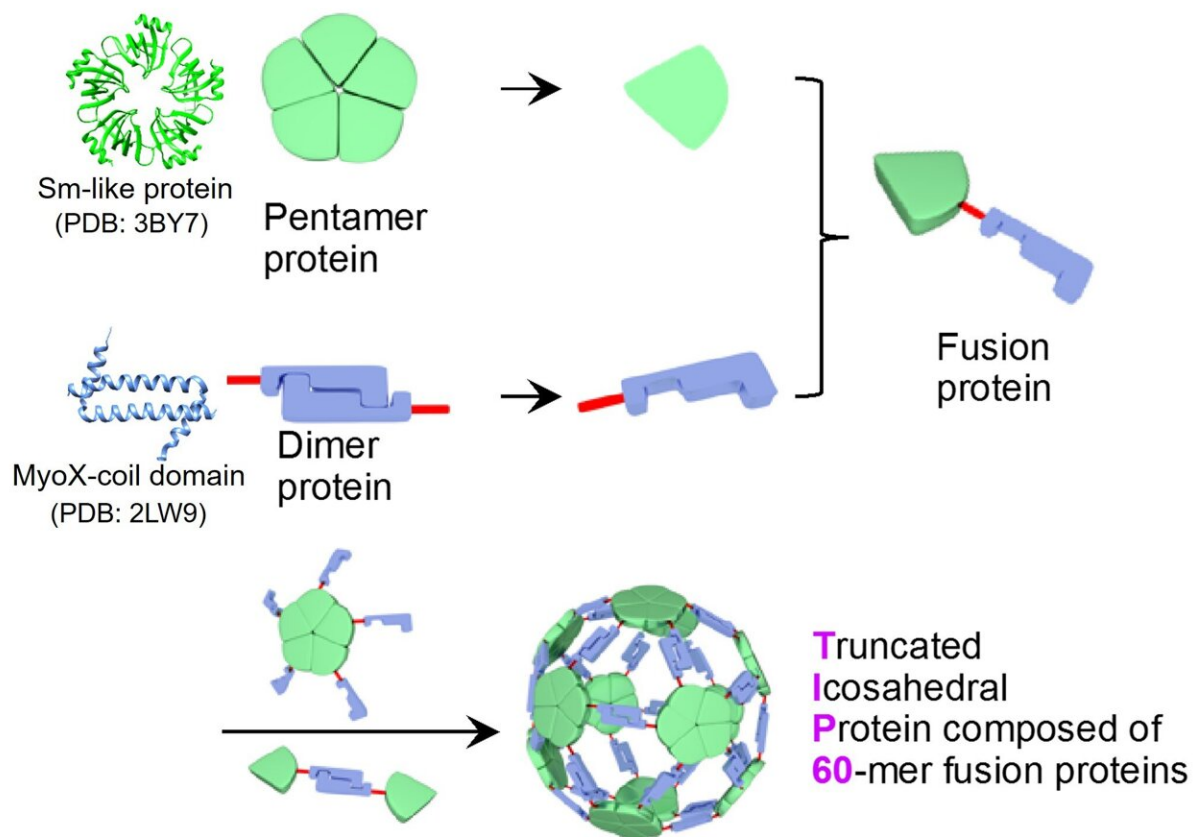 Sm-like protein
(PDB: 3BY7)
Pentamer
protein
Fusion
protein
MyoX-coil domain
(PDB: 2LW9)
Dimer
protein
Truncated
Icosahedral
Protein composed of
60-mer fusion proteins